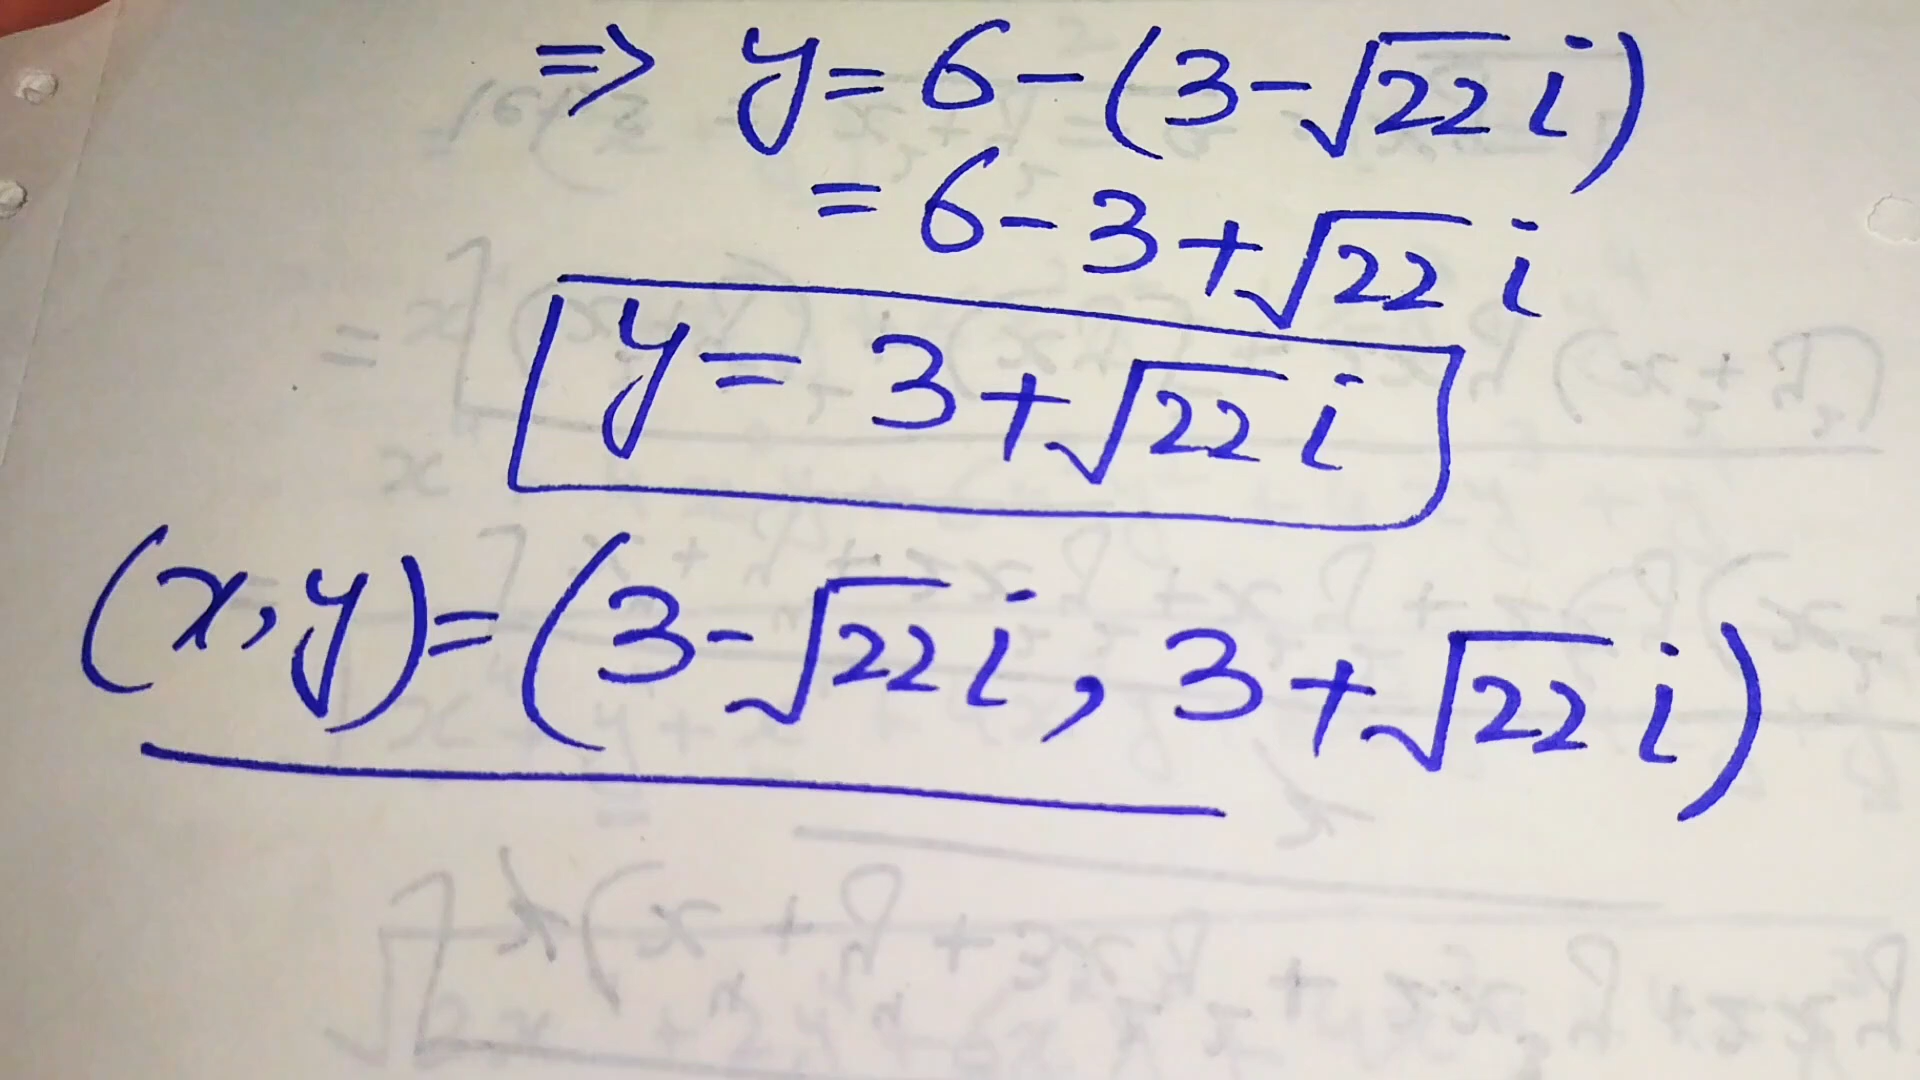 ⇒ y = 6 - (3 - √22 i)
= 6 - 3 + √22 i
y = 3 + √22 i
(x, y) = (3 - √22 i, 3 + √22 i)